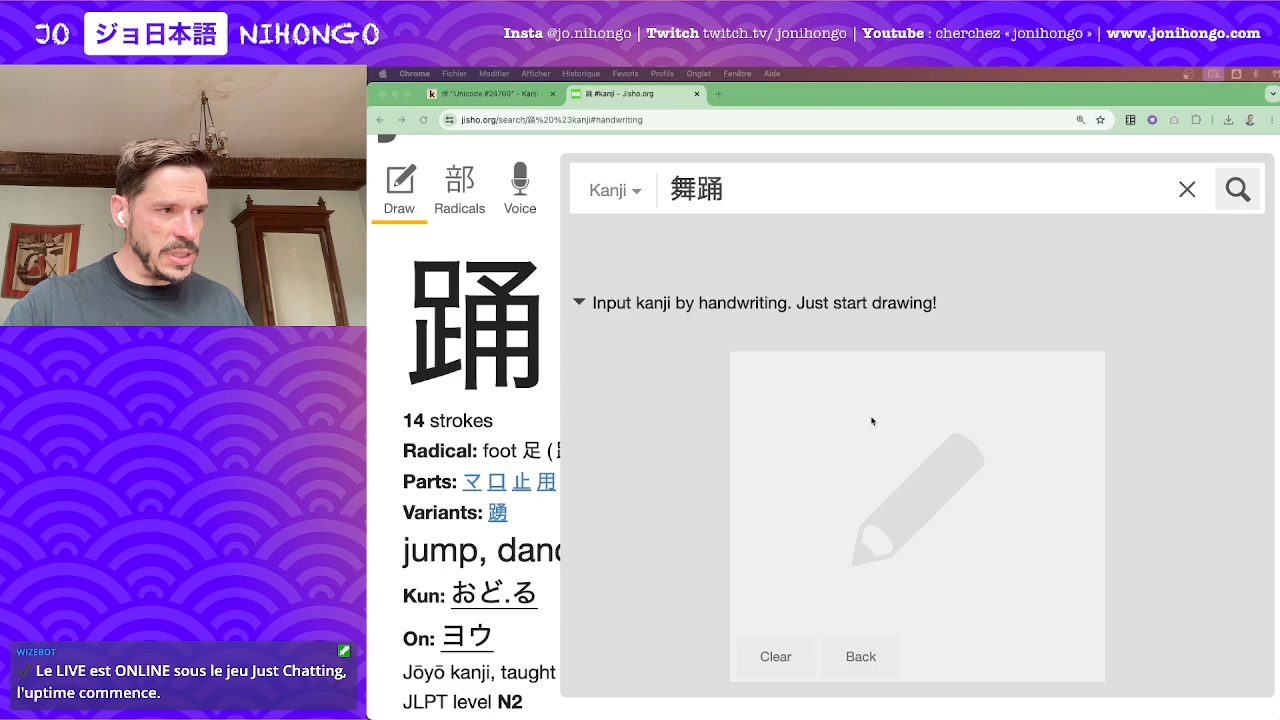 JO ジョ日本語 NIHONGO
Insta @jo.nihongo | Twitch twitch.tv/ jonihongo | Youtube : cherchez « jonihongo » | www.jonihongo.com
Chrome Fichier Modifier Afficher Historique Favoris Profils Onglet Fenêtre Aide
"Unicode #24760" - Kanji
踊 #kanji - Jisho.org
jisho.org/search/踊%20%23kanji#handwriting
Draw
部 Radicals
Voice
Kanji
舞踊
Input kanji by handwriting. Just start drawing!
Clear
Back
踊
14 strokes
Radical: foot 足 (
Parts: マ 口 止 用
Variants: 踴
jump, danc
Kun: おど.る
On: ヨウ
Jōyō kanji, taught
JLPT level N2
WIZEBOT
Le LIVE est ONLINE sous le jeu Just Chatting,
l'uptime commence.